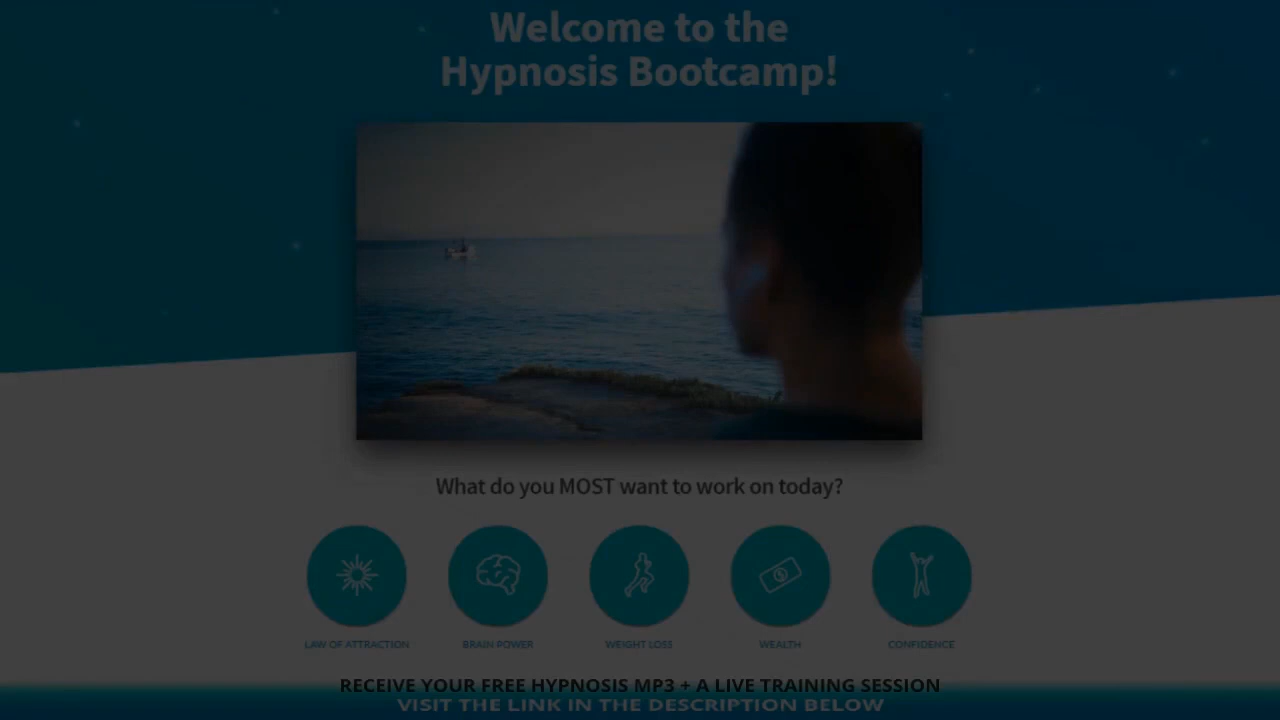 Welcome to the
Hypnosis Bootcamp!
What do you MOST want to work on today?
LAW OF ATTRACTION
BRAIN POWER
WEIGHT LOSS
WEALTH
CONFIDENCE
RECEIVE YOUR FREE HYPNOSIS MP3 + A LIVE TRAINING SESSION
VISIT THE LINK IN THE DESCRIPTION BELOW